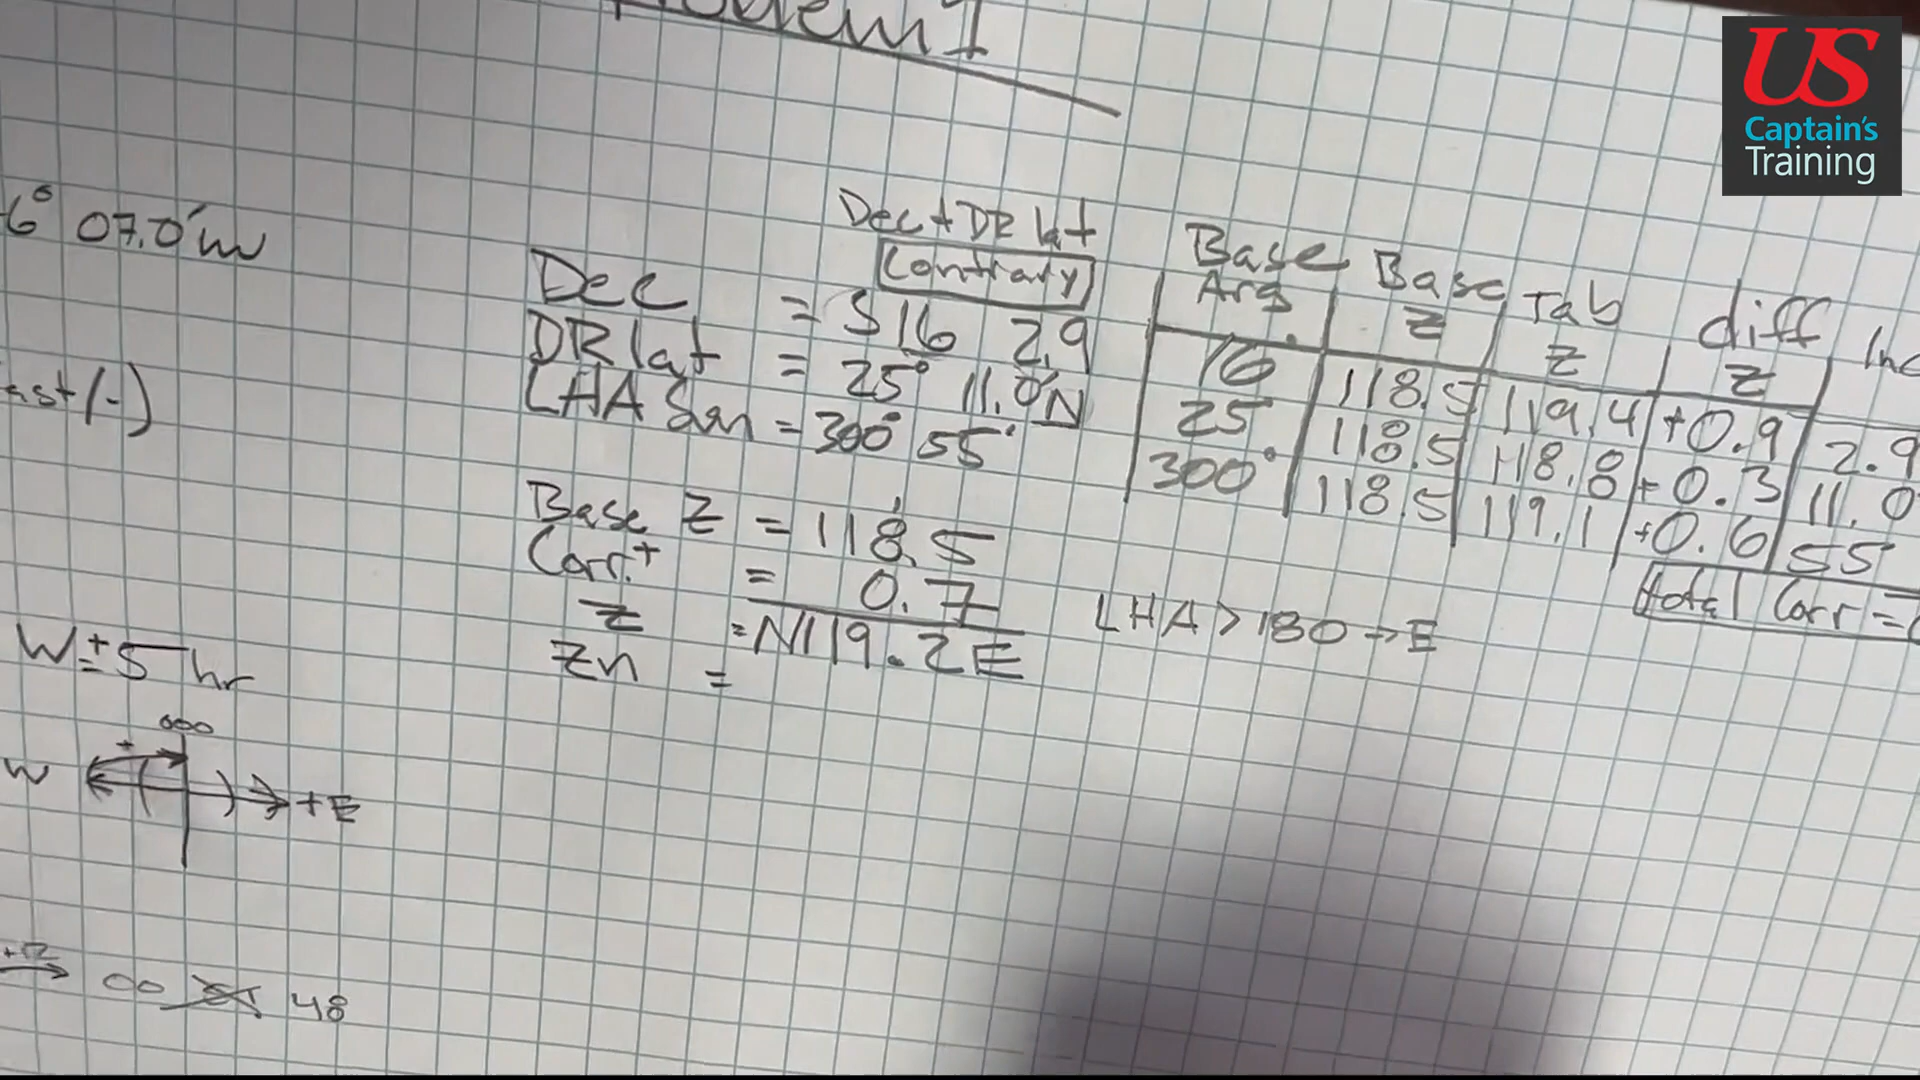 US
Captain's
Training
6° 07.0'W
ast (-)
W = + 5 hr
000
+
W
+E
+12
00 48
Dec + DR lat
Contrary
Dec = S16 2.9
DR lat = 25° 11.0'N
LHA Sun = 300° 55'
Base Z = 118.5
Corr.+ = 0.7
Z = N119.2E
Zn =
LHA > 180 → E
Base Arg. Base Z Tab Z diff Z Inc
16 118.5 119.4 +0.9 2.9
25 118.5 118.8 +0.3 11.0
300° 118.5 119.1 +0.6 55
total Corr =